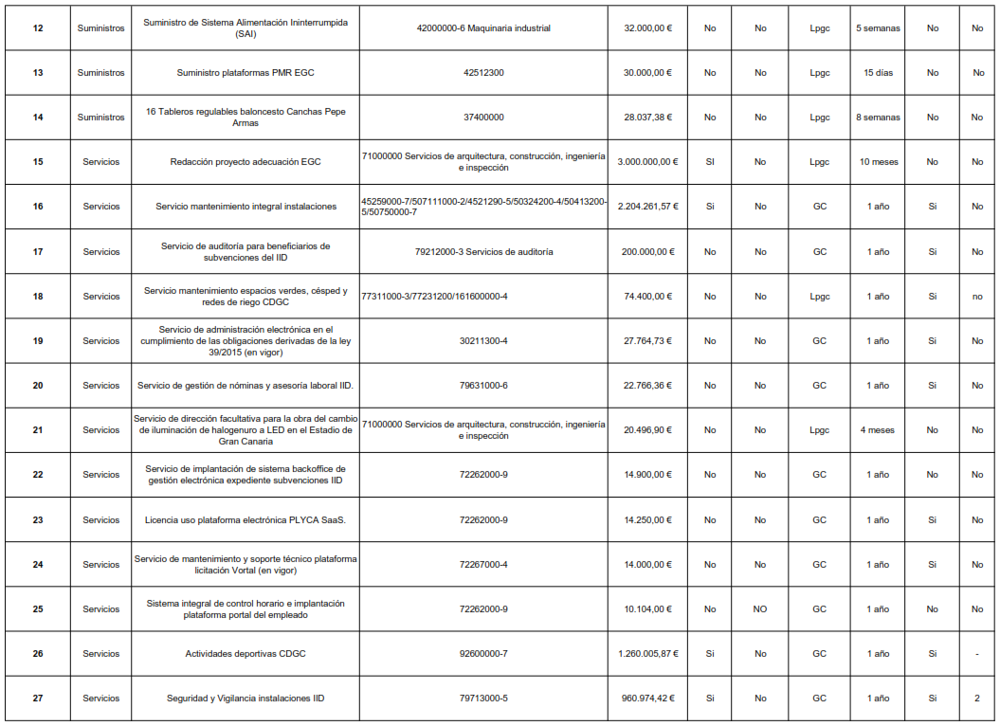 12 Suministros Suministro de Sistema Alimentación Ininterrumpida (SAI) 42000000-6 Maquinaria industrial 32.000,00 € No No Lpgc 5 semanas No No
13 Suministros Suministro plataformas PMR EGC 42512300 30.000,00 € No No Lpgc 15 días No No
14 Suministros 16 Tableros regulables baloncesto Canchas Pepe Armas 37400000 28.037,38 € No No Lpgc 8 semanas No No
15 Servicios Redacción proyecto adecuación EGC 71000000 Servicios de arquitectura, construcción, ingeniería e inspección 3.000.000,00 € SI No Lpgc 10 meses No No
16 Servicios Servicio mantenimiento integral instalaciones 45259000-7/507111000-2/4521290-5/50324200-4/50413200-5/50750000-7 2.204.261,57 € Si No GC 1 año Si No
17 Servicios Servicio de auditoría para beneficiarios de subvenciones del IID 79212000-3 Servicios de auditoría 200.000,00 € No No GC 1 año Si No
18 Servicios Servicio mantenimiento espacios verdes, césped y redes de riego CDGC 77311000-3/77231200/161600000-4 74.400,00 € No No Lpgc 1 año Si no
19 Servicios Servicio de administración electrónica en el cumplimiento de las obligaciones derivadas de la ley 39/2015 (en vigor) 30211300-4 27.764,73 € No No GC 1 año Si No
20 Servicios Servicio de gestión de nóminas y asesoría laboral IID. 79631000-6 22.766,36 € No No GC 1 año Si No
21 Servicios Servicio de dirección facultativa para la obra del cambio de iluminación de halogenuro a LED en el Estadio de Gran Canaria 71000000 Servicios de arquitectura, construcción, ingeniería e inspección 20.496,90 € No No Lpgc 4 meses No No
22 Servicios Servicio de implantación de sistema backoffice de gestión electrónica expediente subvenciones IID 72262000-9 14.900,00 € No No GC 1 año No No
23 Servicios Licencia uso plataforma electrónica PLYCA SaaS. 72262000-9 14.250,00 € No No GC 1 año Si No
24 Servicios Servicio de mantenimiento y soporte técnico plataforma licitación Vortal (en vigor) 72267000-4 14.000,00 € No No GC 1 año Si No
25 Servicios Sistema integral de control horario e implantación plataforma portal del empleado 72262000-9 10.104,00 € No NO GC 1 año No No
26 Servicios Actividades deportivas CDGC 92600000-7 1.260.005,87 € Si No GC 1 año Si -
27 Servicios Seguridad y Vigilancia instalaciones IID 79713000-5 960.974,42 € Si No GC 1 año Si 2